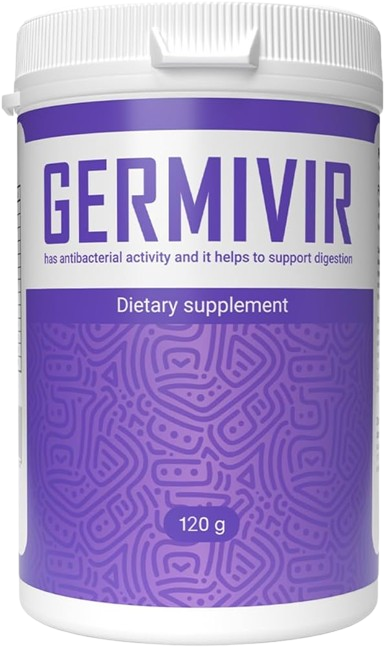 GERMIVIR
has antibacterial activity and it helps to support digestion
Dietary supplement
120 g